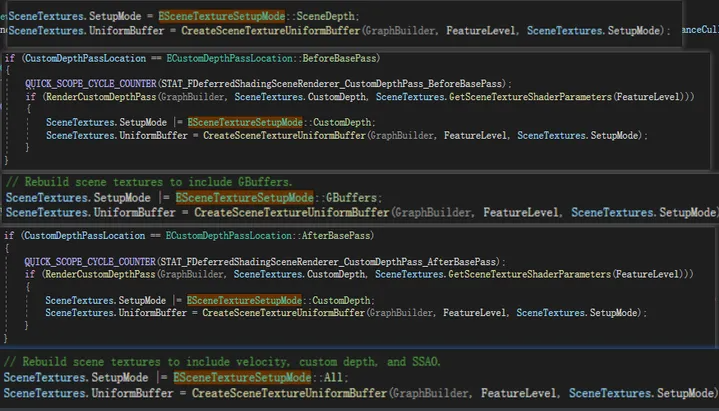 SceneTextures.SetupMode = ESceneTextureSetupMode::SceneDepth;
SceneTextures.UniformBuffer = CreateSceneTextureUniformBuffer(GraphBuilder, FeatureLevel, SceneTextures.SetupMode);
if (CustomDepthPassLocation == ECustomDepthPassLocation::BeforeBasePass)
{
QUICK_SCOPE_CYCLE_COUNTER(STAT_FDeferredShadingSceneRenderer_CustomDepthPass_BeforeBasePass);
if (RenderCustomDepthPass(GraphBuilder, SceneTextures.CustomDepth, SceneTextures.GetSceneTextureShaderParameters(FeatureLevel)))
{
SceneTextures.SetupMode |= ESceneTextureSetupMode::CustomDepth;
SceneTextures.UniformBuffer = CreateSceneTextureUniformBuffer(GraphBuilder, FeatureLevel, SceneTextures.SetupMode);
}
}
// Rebuild scene textures to include GBuffers.
SceneTextures.SetupMode |= ESceneTextureSetupMode::GBuffers;
SceneTextures.UniformBuffer = CreateSceneTextureUniformBuffer(GraphBuilder, FeatureLevel, SceneTextures.SetupMode)
if (CustomDepthPassLocation == ECustomDepthPassLocation::AfterBasePass)
{
QUICK_SCOPE_CYCLE_COUNTER(STAT_FDeferredShadingSceneRenderer_CustomDepthPass_AfterBasePass);
if (RenderCustomDepthPass(GraphBuilder, SceneTextures.CustomDepth, SceneTextures.GetSceneTextureShaderParameters(FeatureLevel)))
{
SceneTextures.SetupMode |= ESceneTextureSetupMode::CustomDepth;
SceneTextures.UniformBuffer = CreateSceneTextureUniformBuffer(GraphBuilder, FeatureLevel, SceneTextures.SetupMode);
}
}
// Rebuild scene textures to include velocity, custom depth, and SSAO.
SceneTextures.SetupMode |= ESceneTextureSetupMode::All;
SceneTextures.UniformBuffer = CreateSceneTextureUniformBuffer(GraphBuilder, FeatureLevel, SceneTextures.SetupMode)